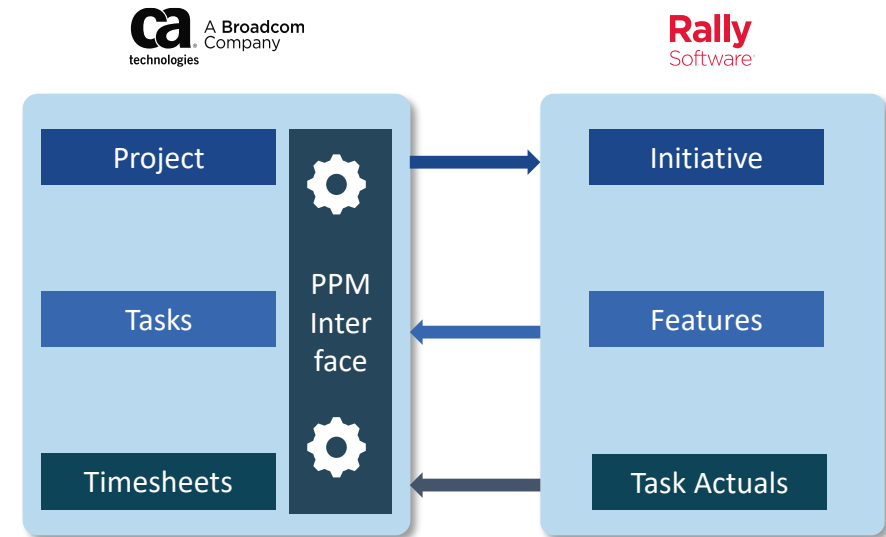 ca
technologies
A Broadcom
Company
Rally
Software
Project
Initiative
PPM
Inter
face
Tasks
Features
Timesheets
Task Actuals